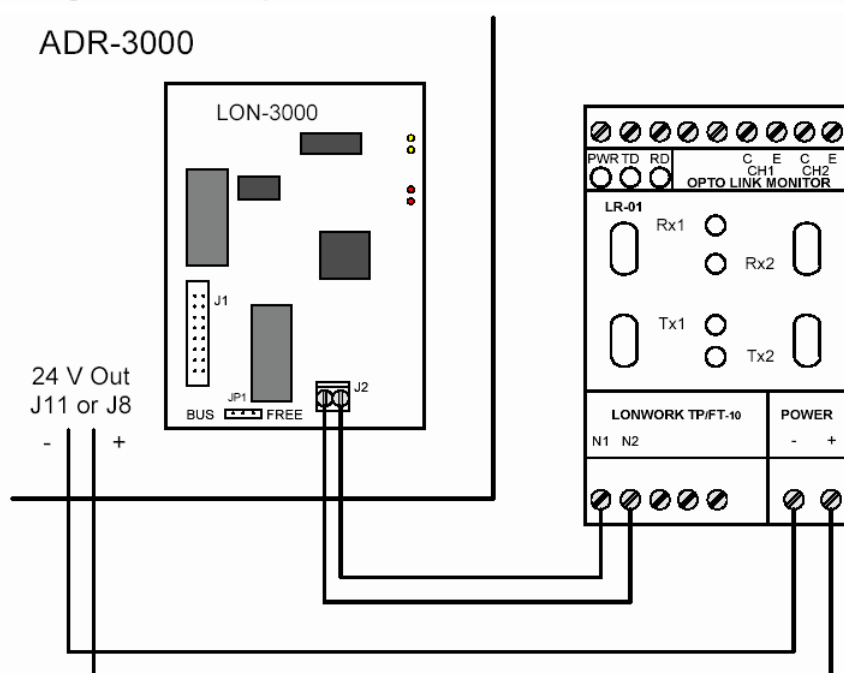 ADR-3000
LON-3000
J1
JP1
BUS FREE
J2
24 V Out
J11 or J8
- +
PWR TD RD
C E C E
CH1 CH2
OPTO LINK MONITOR
LR-01
Rx1
Rx2
Tx1
Tx2
LONWORK TP/FT-10
N1 N2
POWER
- +